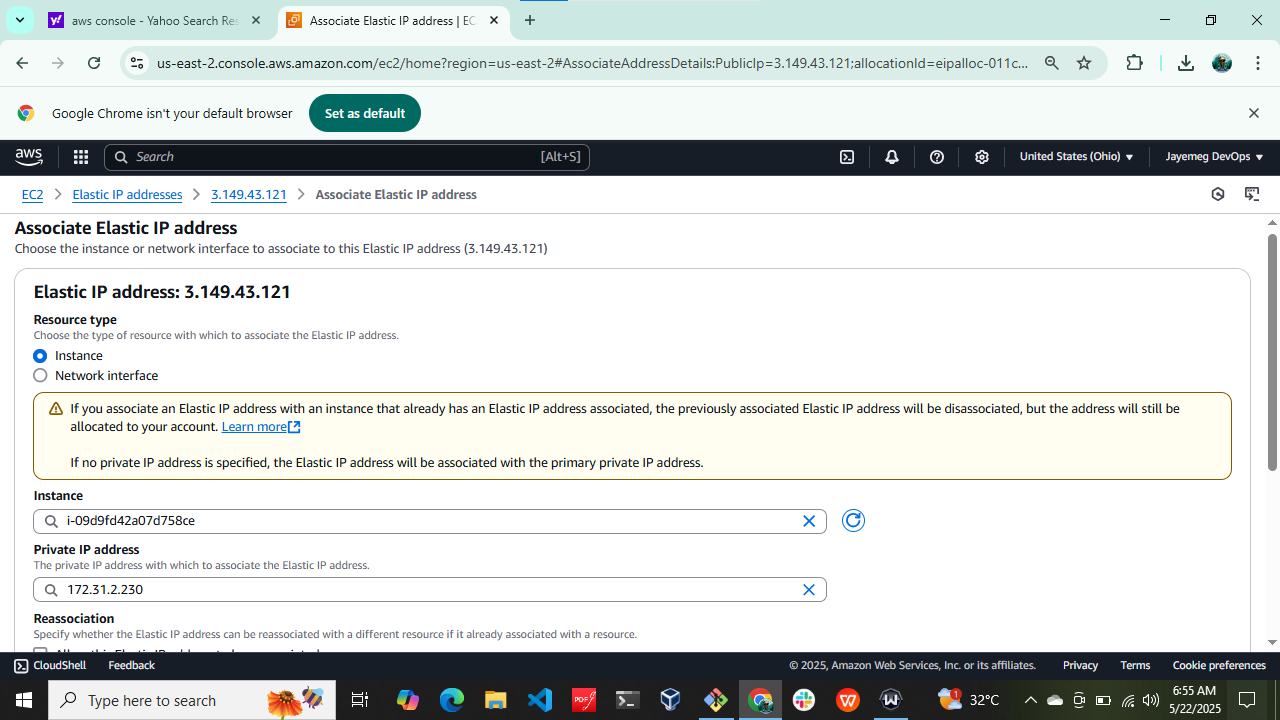 aws console - Yahoo Search Res
Associate Elastic IP address | EC
us-east-2.console.aws.amazon.com/ec2/home?region=us-east-2#AssociateAddressDetails:PublicIp=3.149.43.121;allocationId=eipalloc-011c...
Google Chrome isn't your default browser
Set as default
aws
Search
[Alt+S]
United States (Ohio)
Jayemeg DevOps
EC2
Elastic IP addresses
3.149.43.121
Associate Elastic IP address
Associate Elastic IP address
Choose the instance or network interface to associate to this Elastic IP address (3.149.43.121)
Elastic IP address: 3.149.43.121
Resource type
Choose the type of resource with which to associate the Elastic IP address.
Instance
Network interface
If you associate an Elastic IP address with an instance that already has an Elastic IP address associated, the previously associated Elastic IP address will be disassociated, but the address will still be
allocated to your account. Learn more
If no private IP address is specified, the Elastic IP address will be associated with the primary private IP address.
Instance
i-09d9fd42a07d758ce
Private IP address
The private IP address with which to associate the Elastic IP address.
172.31.2.230
Reassociation
Specify whether the Elastic IP address can be reassociated with a different resource if it already associated with a resource.
CloudShell
Feedback
© 2025, Amazon Web Services, Inc. or its affiliates.
Privacy
Terms
Cookie preferences
Type here to search
PDF
1
32°C
6:55 AM
5/22/2025